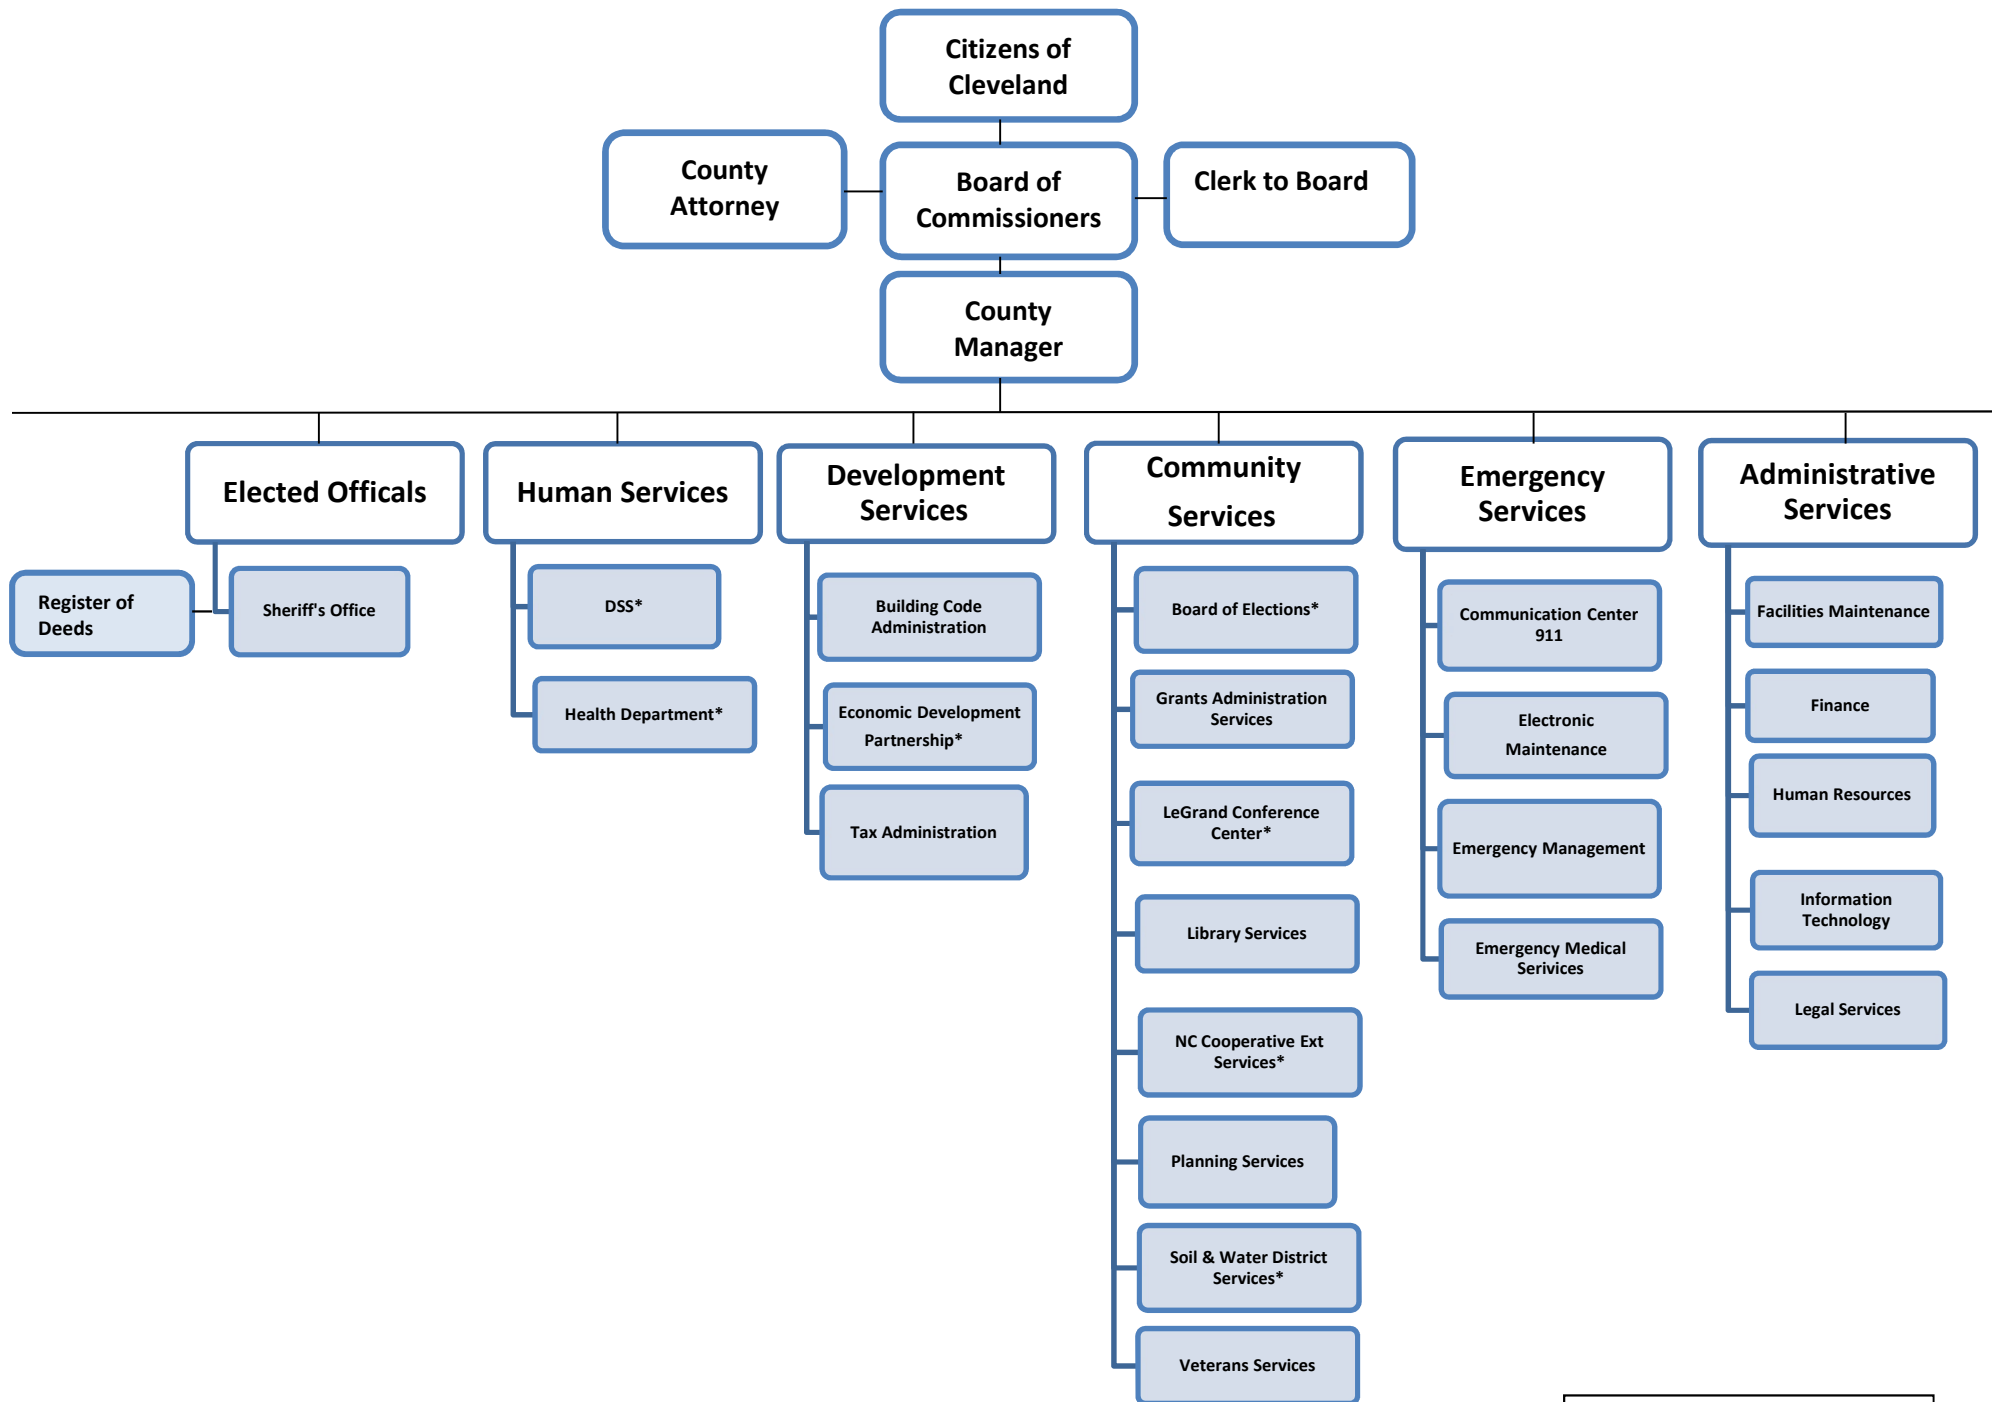 Citizens of
Cleveland
County
Attorney
Board of
Commissioners
Clerk to Board
County
Manager
Elected Officals
Human Services
Development
Services
Community
Services
Emergency
Services
Administrative
Services
Register of
Deeds
Sheriff's Office
DSS*
Health Department*
Building Code
Administration
Economic Development
Partnership*
Tax Administration
Board of Elections*
Grants Administration
Services
LeGrand Conference
Center*
Library Services
NC Cooperative Ext
Services*
Planning Services
Soil & Water District
Services*
Veterans Services
Communication Center
911
Electronic
Maintenance
Emergency Management
Emergency Medical
Serivices
Facilities Maintenance
Finance
Human Resources
Information
Technology
Legal Services